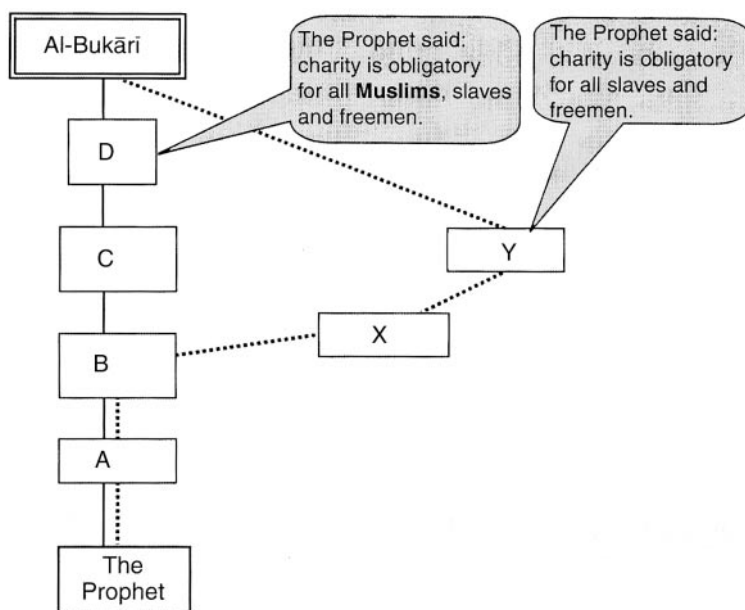 Al-Bukārī
The Prophet said:
charity is obligatory
for all Muslims, slaves
and freemen.
The Prophet said:
charity is obligatory
for all slaves and
freemen.
D
Y
C
X
B
A
The
Prophet